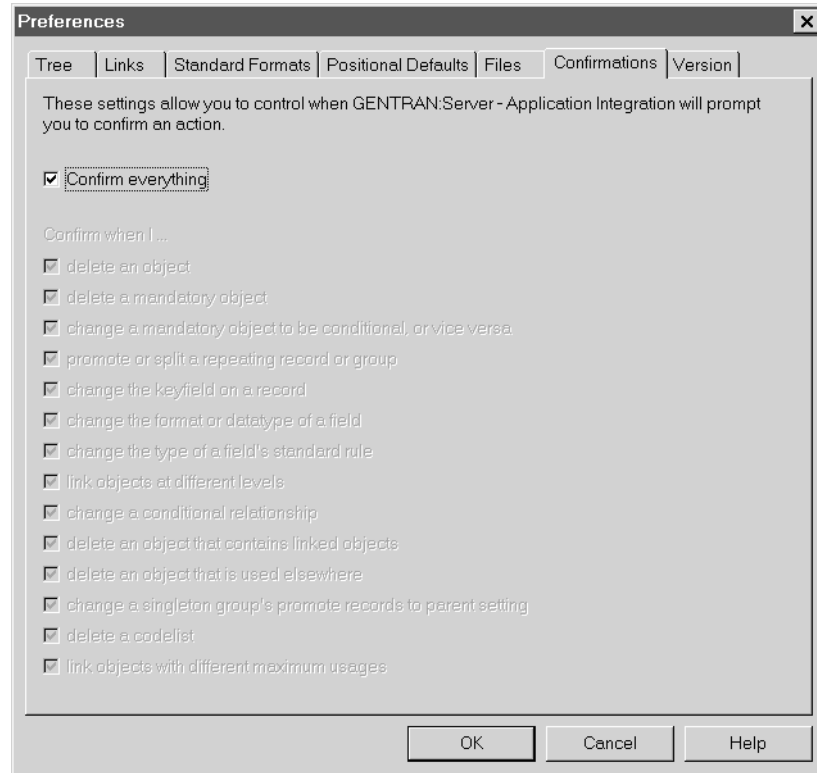 Preferences
Tree
Links
Standard Formats
Positional Defaults
Files
Confirmations
Version
These settings allow you to control when GENTRAN:Server - Application Integration will prompt
you to confirm an action.
Confirm everything
Confirm when I ...
delete an object
delete a mandatory object
change a mandatory object to be conditional, or vice versa
promote or split a repeating record or group
change the keyfield on a record
change the format or datatype of a field
change the type of a field's standard rule
link objects at different levels
change a conditional relationship
delete an object that contains linked objects
delete an object that is used elsewhere
change a singleton group's promote records to parent setting
delete a codelist
link objects with different maximum usages
OK
Cancel
Help